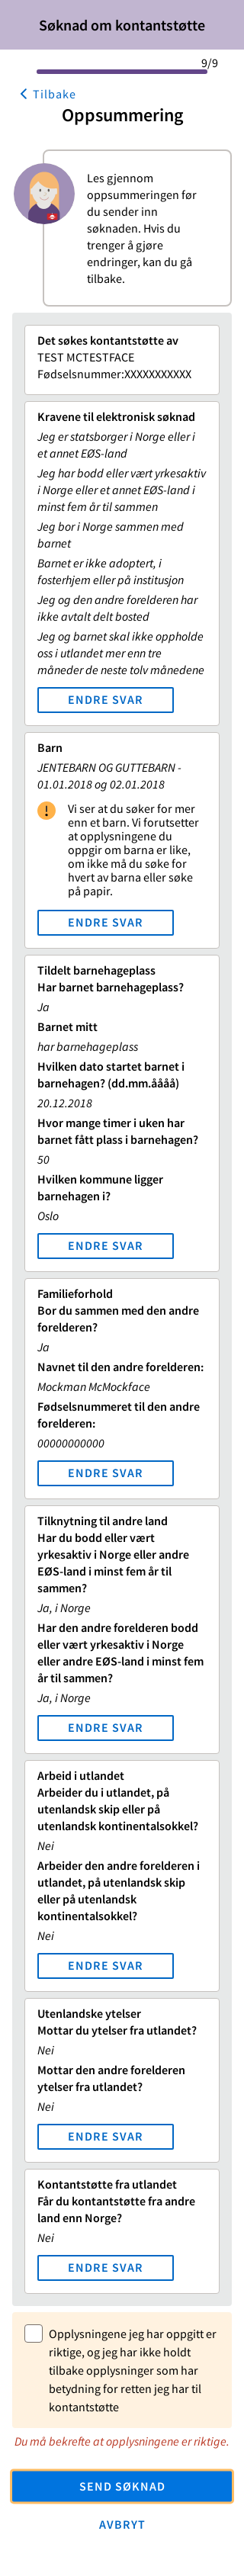 Søknad om kontantstøtte
9/9
Tilbake
Oppsummering
Les gjennom
oppsummeringen før
du sender inn
søknaden. Hvis du
trenger å gjøre
endringer, kan du gå
tilbake.
Det søkes kontantstøtte av
TEST MCTESTFACE
Fødselsnummer:XXXXXXXXXXX
Kravene til elektronisk søknad
Jeg er statsborger i Norge eller i
et annet EØS-land
Jeg har bodd eller vært yrkesaktiv
i Norge eller et annet EØS-land i
minst fem år til sammen
Jeg bor i Norge sammen med
barnet
Barnet er ikke adoptert, i
fosterhjem eller på institusjon
Jeg og den andre forelderen har
ikke avtalt delt bosted
Jeg og barnet skal ikke oppholde
oss i utlandet mer enn tre
måneder de neste tolv månedene
ENDRE SVAR
Barn
JENTEBARN OG GUTTEBARN -
01.01.2018 og 02.01.2018
Vi ser at du søker for mer
enn et barn. Vi forutsetter
at opplysningene du
oppgir om barna er like,
om ikke må du søke for
hvert av barna eller søke
på papir.
ENDRE SVAR
Tildelt barnehageplass
Har barnet barnehageplass?
Ja
Barnet mitt
har barnehageplass
Hvilken dato startet barnet i
barnehagen? (dd.mm.åååå)
20.12.2018
Hvor mange timer i uken har
barnet fått plass i barnehagen?
50
Hvilken kommune ligger
barnehagen i?
Oslo
ENDRE SVAR
Familieforhold
Bor du sammen med den andre
forelderen?
Ja
Navnet til den andre forelderen:
Mockman McMockface
Fødselsnummeret til den andre
forelderen:
00000000000
ENDRE SVAR
Tilknytning til andre land
Har du bodd eller vært
yrkesaktiv i Norge eller andre
EØS-land i minst fem år til
sammen?
Ja, i Norge
Har den andre forelderen bodd
eller vært yrkesaktiv i Norge
eller andre EØS-land i minst fem
år til sammen?
Ja, i Norge
ENDRE SVAR
Arbeid i utlandet
Arbeider du i utlandet, på
utenlandsk skip eller på
utenlandsk kontinentalsokkel?
Nei
Arbeider den andre forelderen i
utlandet, på utenlandsk skip
eller på utenlandsk
kontinentalsokkel?
Nei
ENDRE SVAR
Utenlandske ytelser
Mottar du ytelser fra utlandet?
Nei
Mottar den andre forelderen
ytelser fra utlandet?
Nei
ENDRE SVAR
Kontantstøtte fra utlandet
Får du kontantstøtte fra andre
land enn Norge?
Nei
ENDRE SVAR
Opplysningene jeg har oppgitt er
riktige, og jeg har ikke holdt
tilbake opplysninger som har
betydning for retten jeg har til
kontantstøtte
Du må bekrefte at opplysningene er riktige.
SEND SØKNAD
AVBRYT